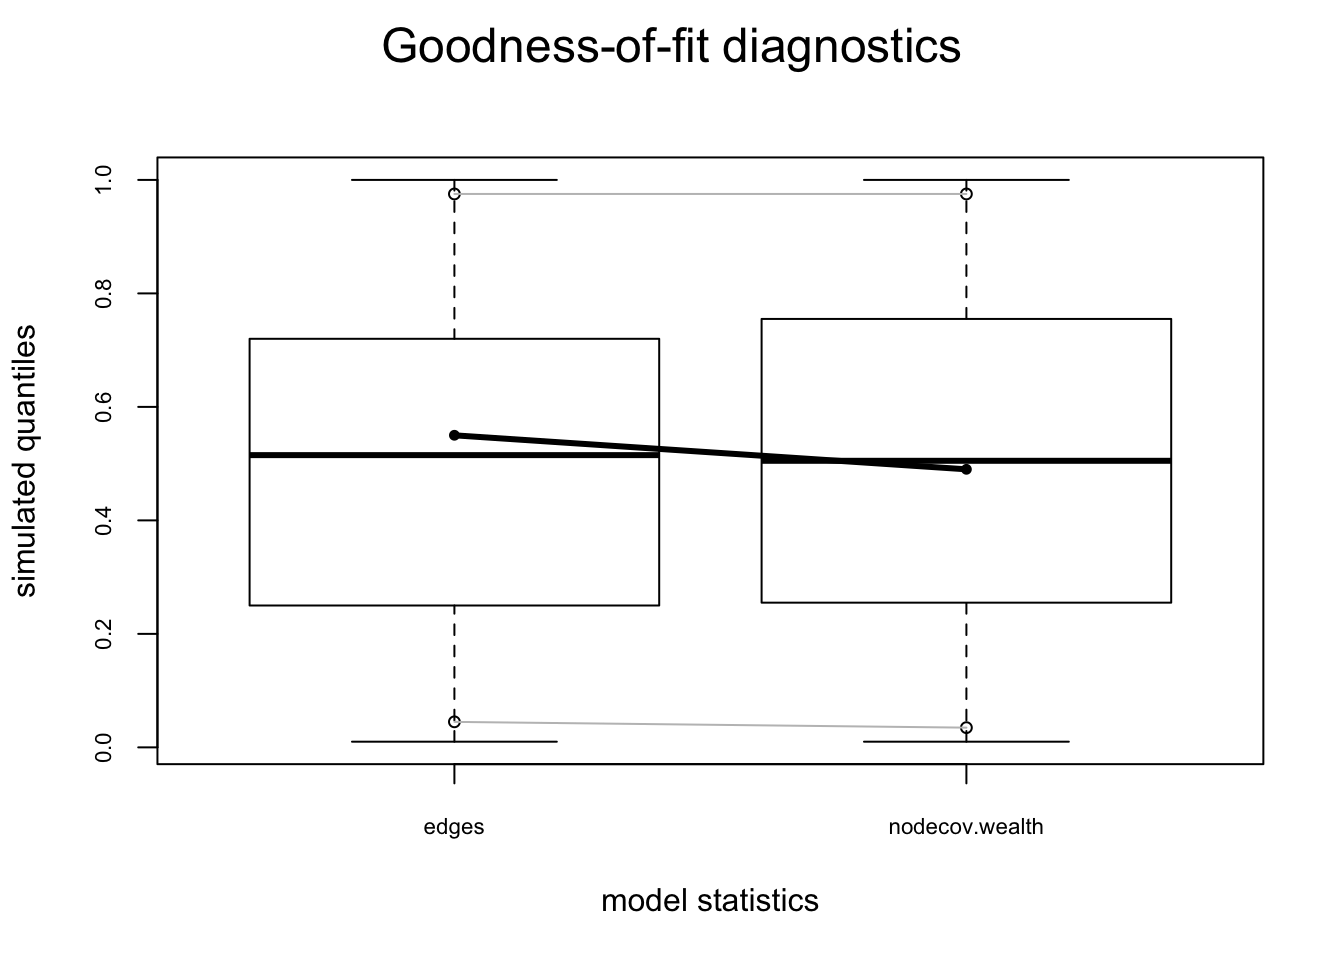 Goodness-of-fit diagnostics
simulated quantiles
1.0
0.8
0.6
0.4
0.2
0.0
edges
nodecov.wealth
model statistics